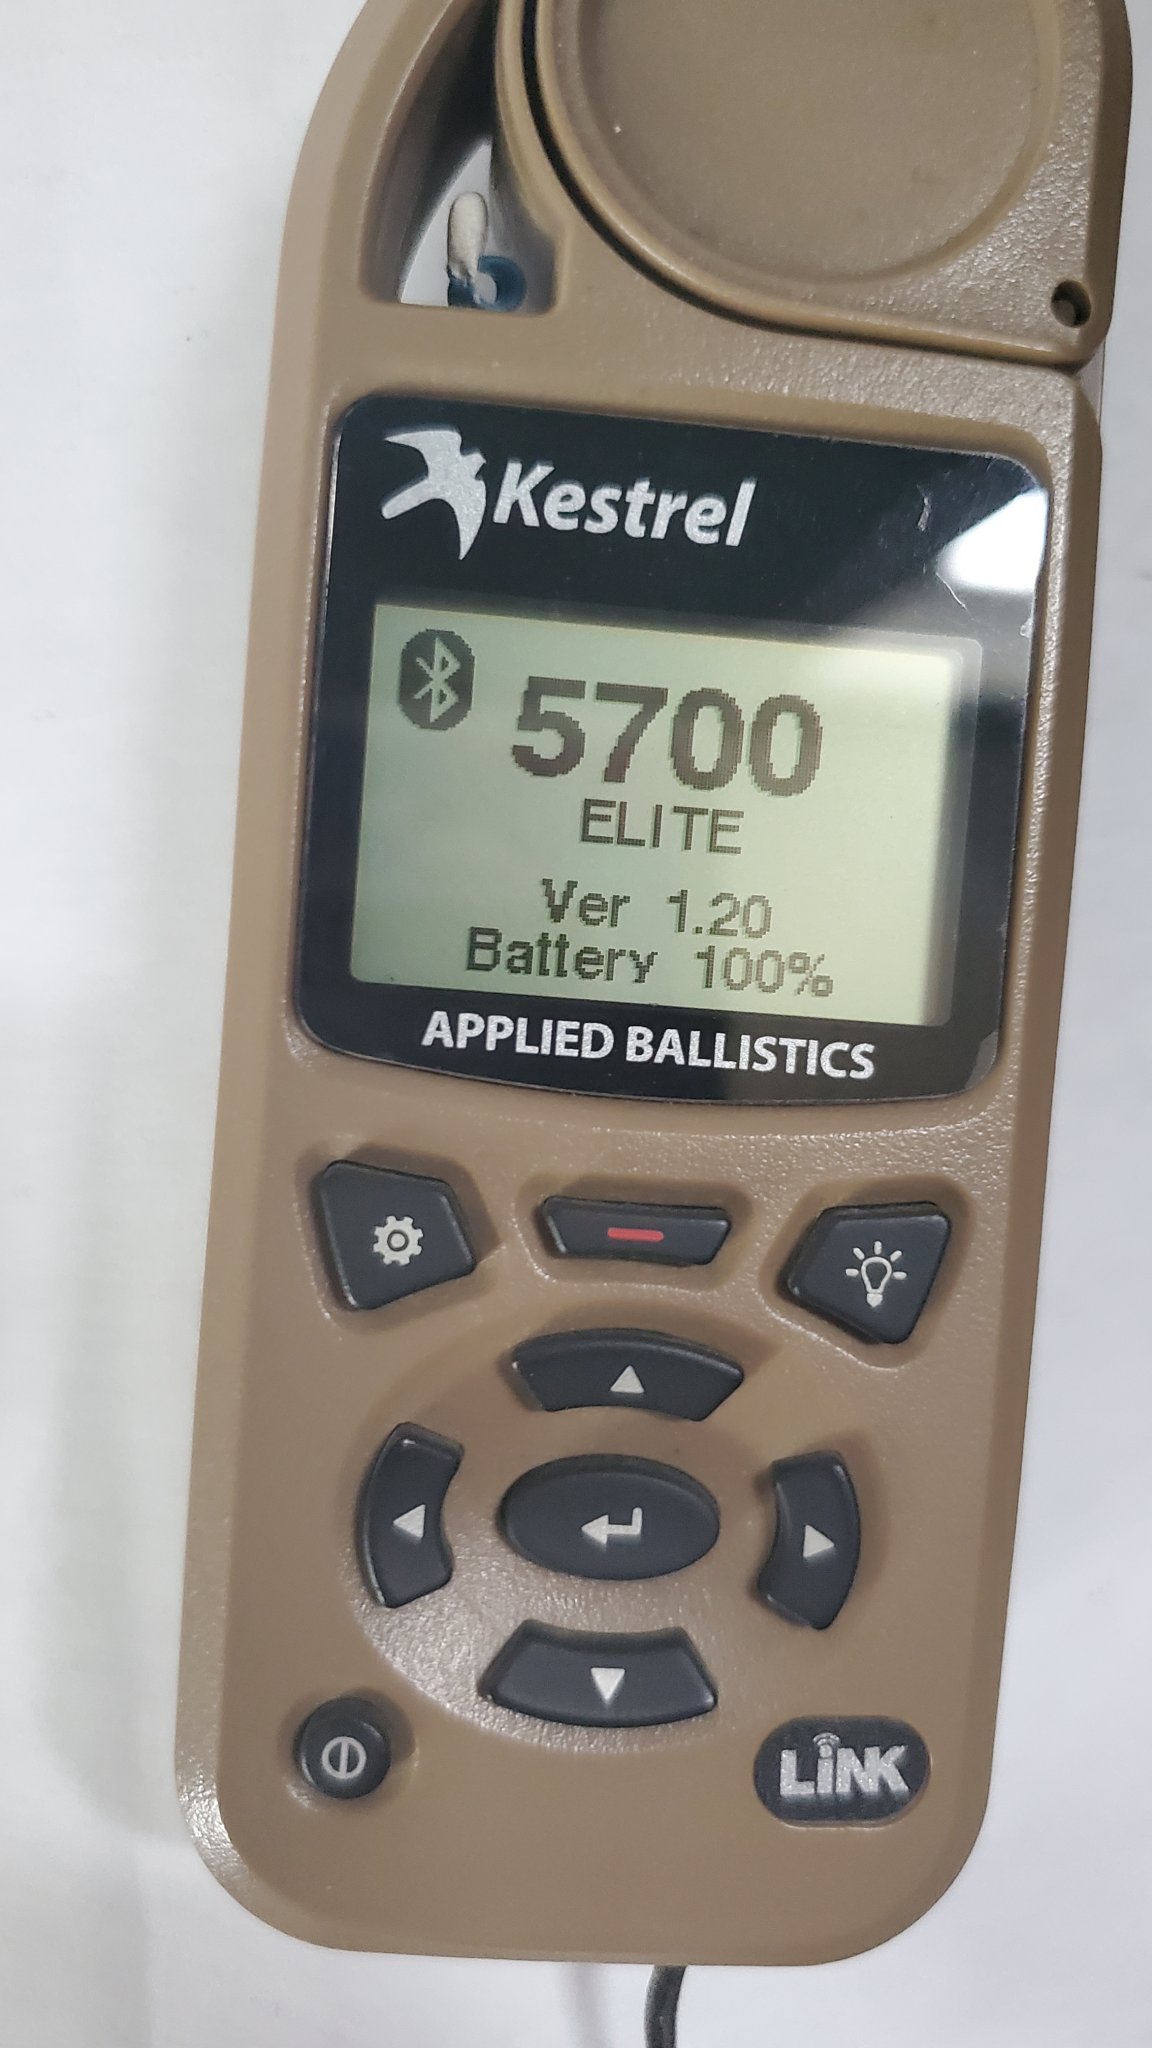 Kestrel
5700
ELITE
Ver 1.20
Battery 100%
APPLIED BALLISTICS
LiNK